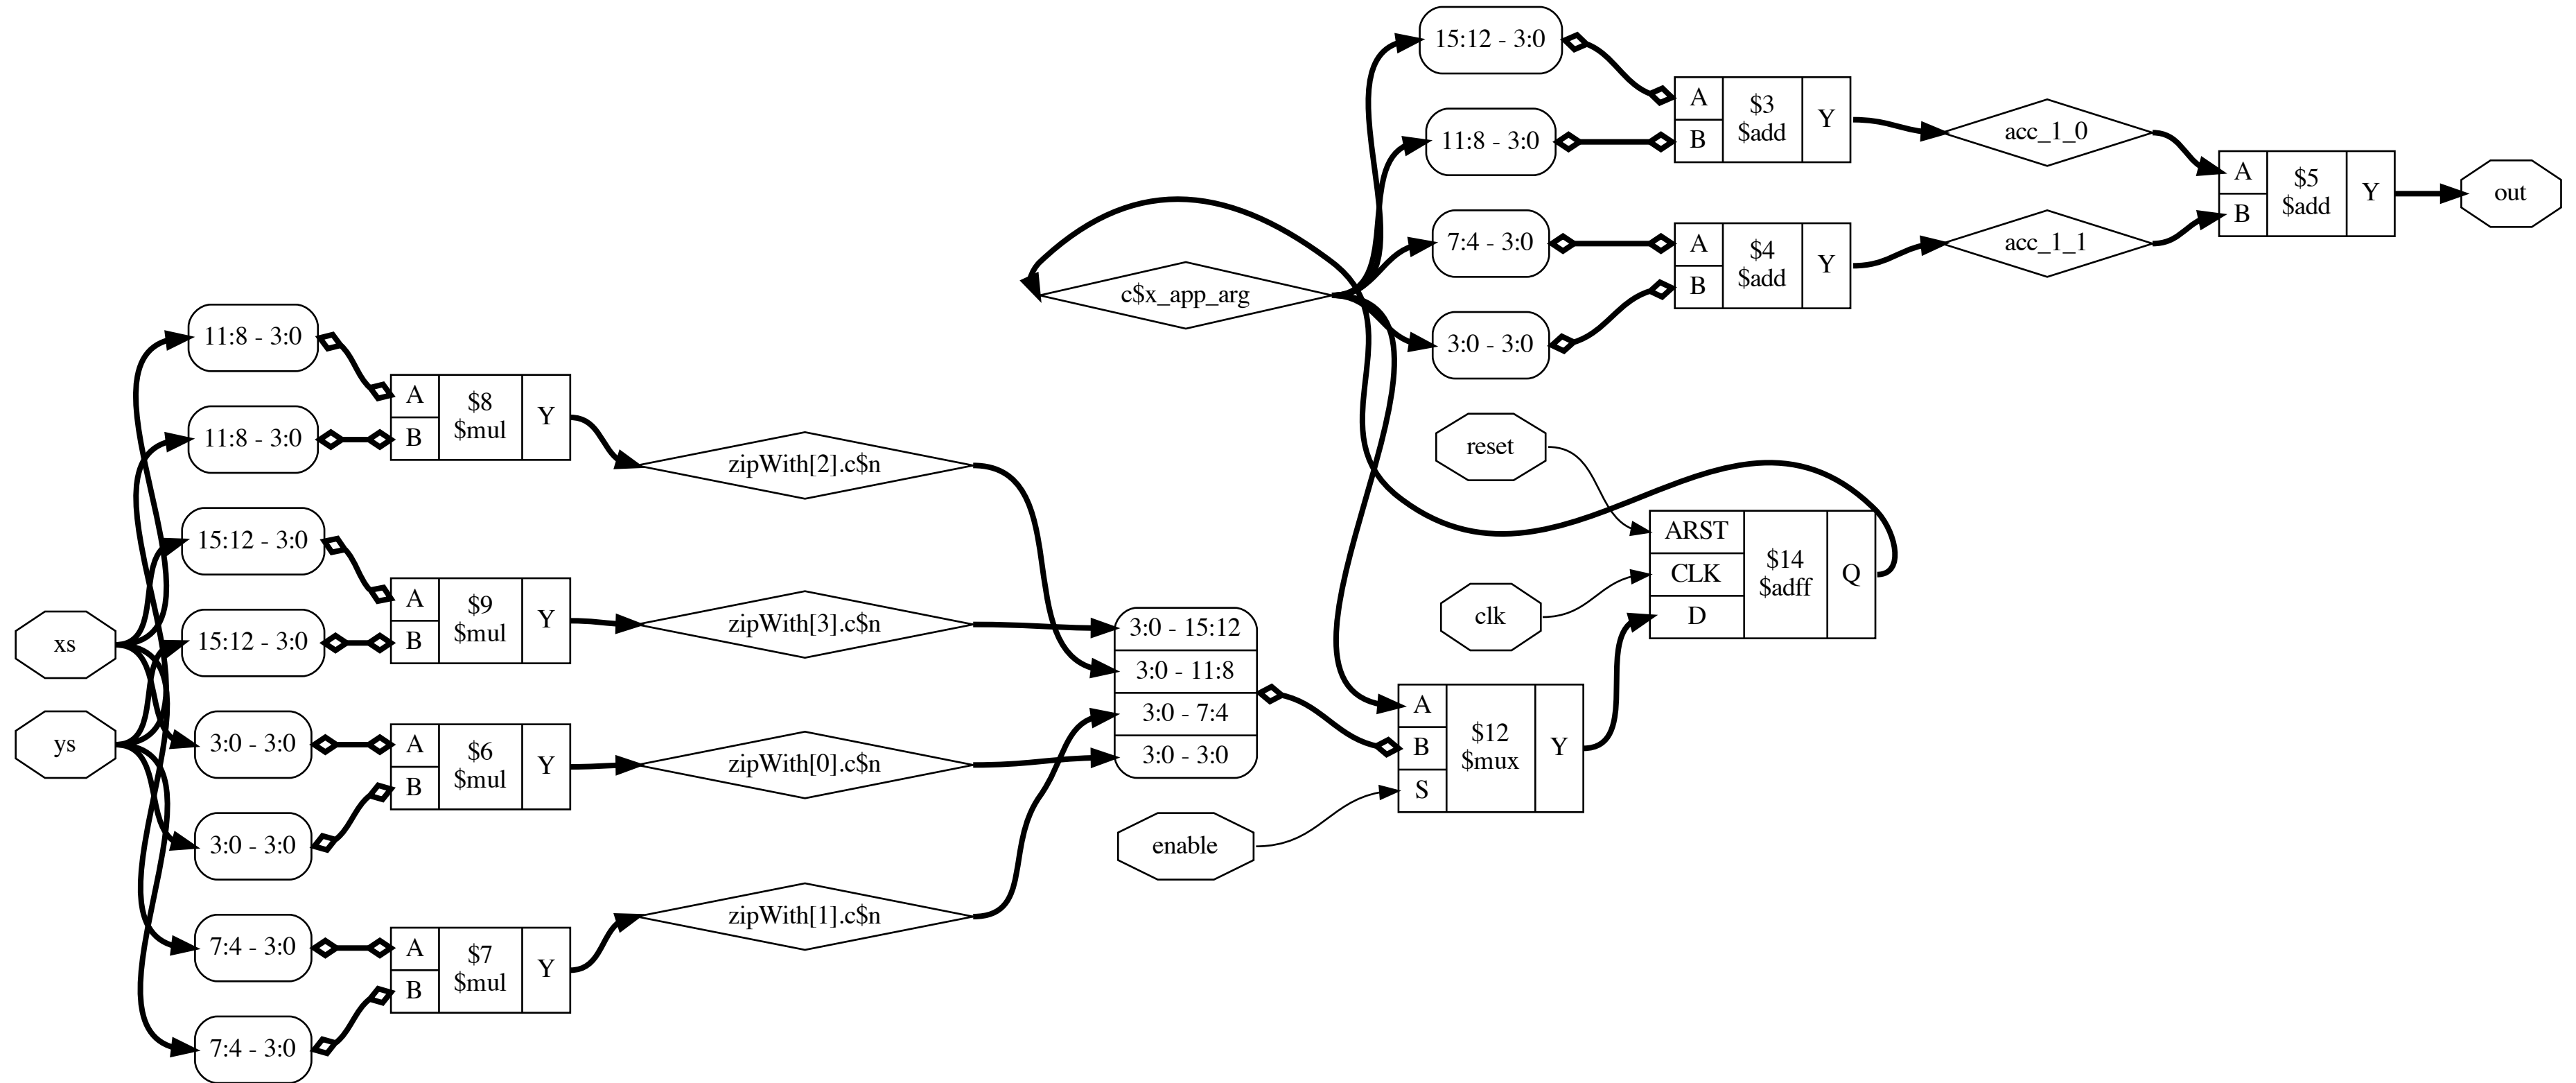 xs
ys
11:8 - 3:0
11:8 - 3:0
15:12 - 3:0
15:12 - 3:0
3:0 - 3:0
3:0 - 3:0
7:4 - 3:0
7:4 - 3:0
A
B
$8
$mul
Y
A
B
$9
$mul
Y
A
B
$6
$mul
Y
A
B
$7
$mul
Y
zipWith[2].c$n
zipWith[3].c$n
zipWith[0].c$n
zipWith[1].c$n
3:0 - 15:12
3:0 - 11:8
3:0 - 7:4
3:0 - 3:0
enable
c$x_app_arg
15:12 - 3:0
11:8 - 3:0
7:4 - 3:0
3:0 - 3:0
reset
clk
A
B
S
$12
$mux
Y
ARST
CLK
D
$14
$adff
Q
A
B
$3
$add
Y
A
B
$4
$add
Y
acc_1_0
acc_1_1
A
B
$5
$add
Y
out